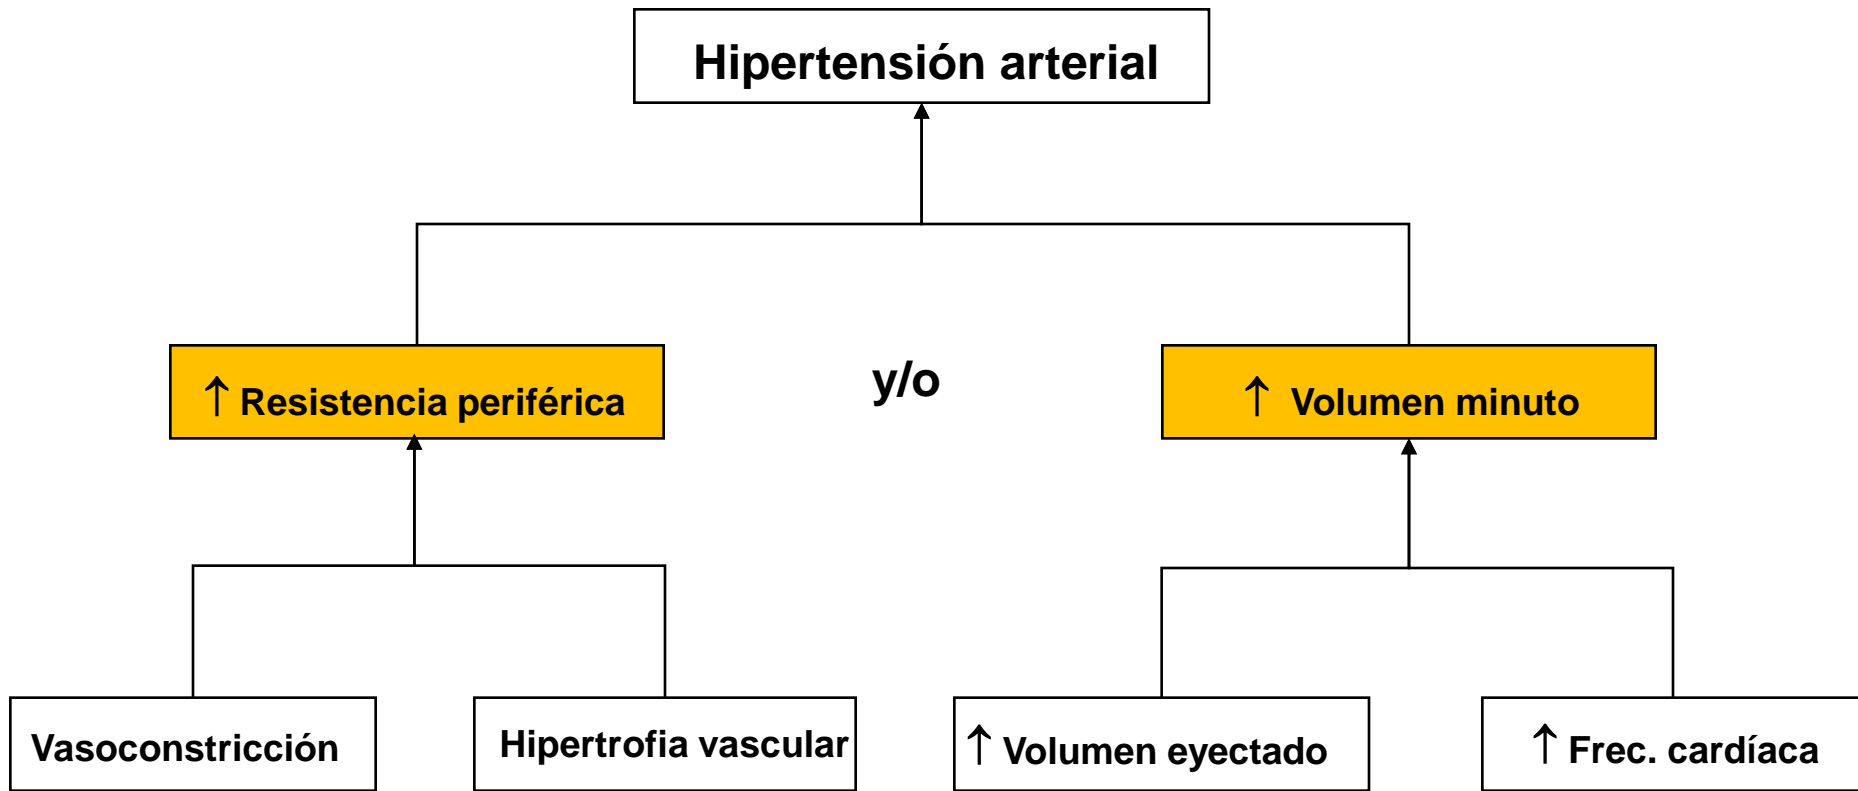 Hipertensión arterial
↑ Resistencia periférica
y/o
↑ Volumen minuto
Vasoconstricción
Hipertrofia vascular
↑ Volumen eyectado
↑ Frec. cardíaca